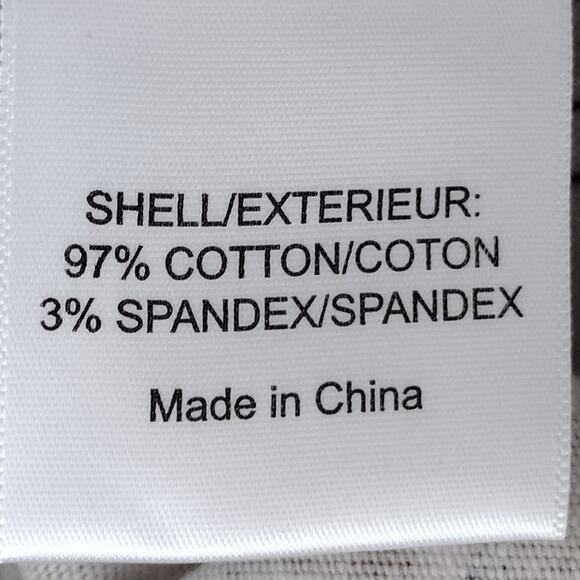 SHELL/EXTERIEUR:
97% COTTON/COTON
3% SPANDEX/SPANDEX
Made in China